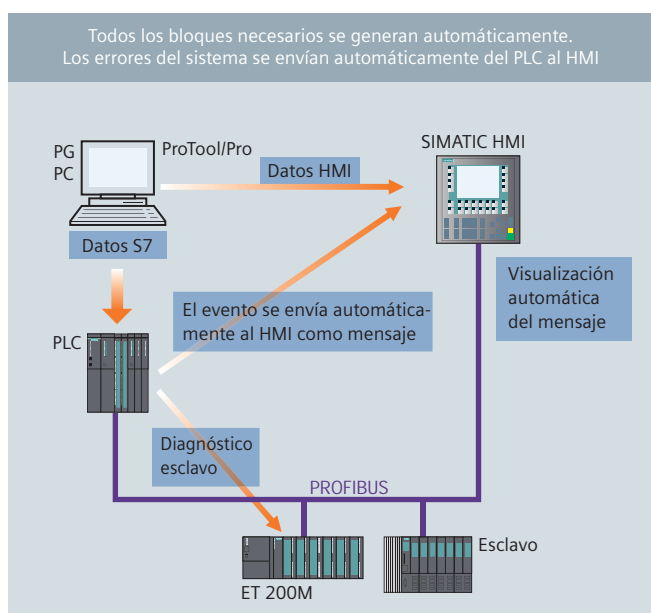 Todos los bloques necesarios se generan automáticamente.
Los errores del sistema se envían automáticamente del PLC al HMI
PG
PC
ProTool/Pro
SIMATIC HMI
Datos HMI
Datos S7
Visualización
automática
del mensaje
El evento se envía automática-
mente al HMI como mensaje
PLC
Diagnóstico
esclavo
PROFIBUS
Esclavo
ET 200M